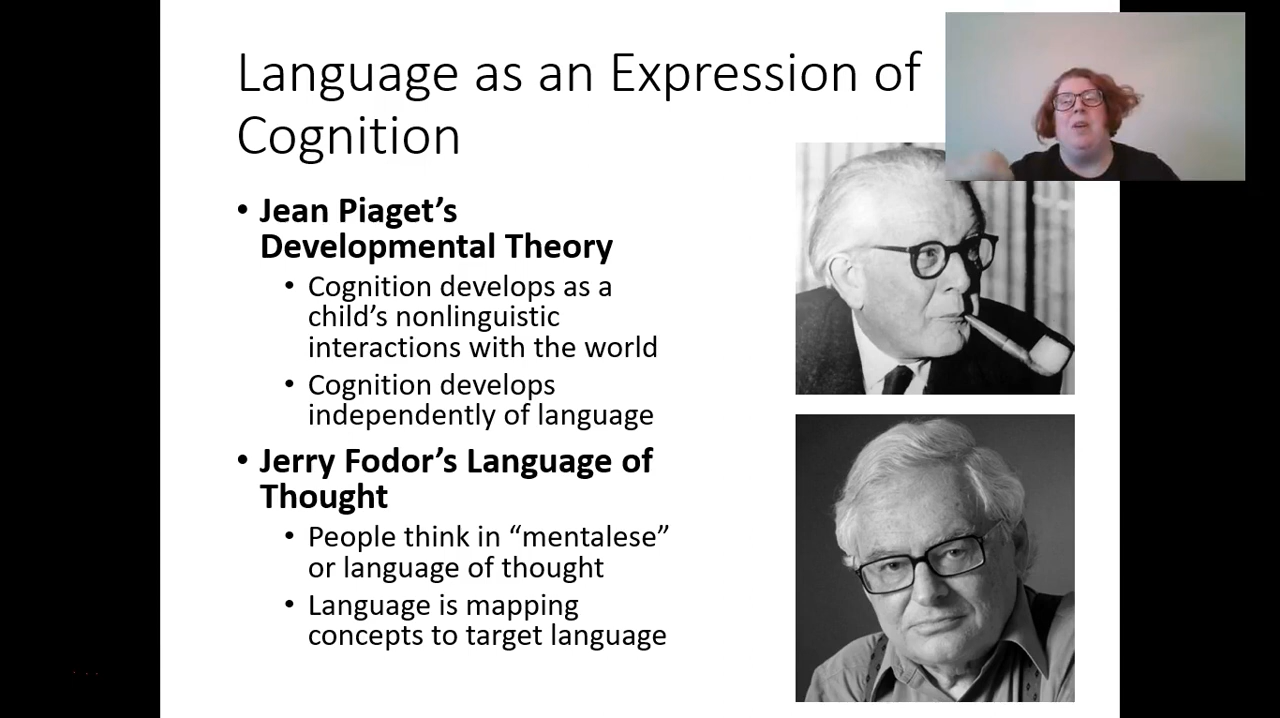 Language as an Expression of
Cognition
• Jean Piaget’s
Developmental Theory
• Cognition develops as a
child’s nonlinguistic
interactions with the world
• Cognition develops
independently of language
• Jerry Fodor’s Language of
Thought
• People think in “mentalese”
or language of thought
• Language is mapping
concepts to target language